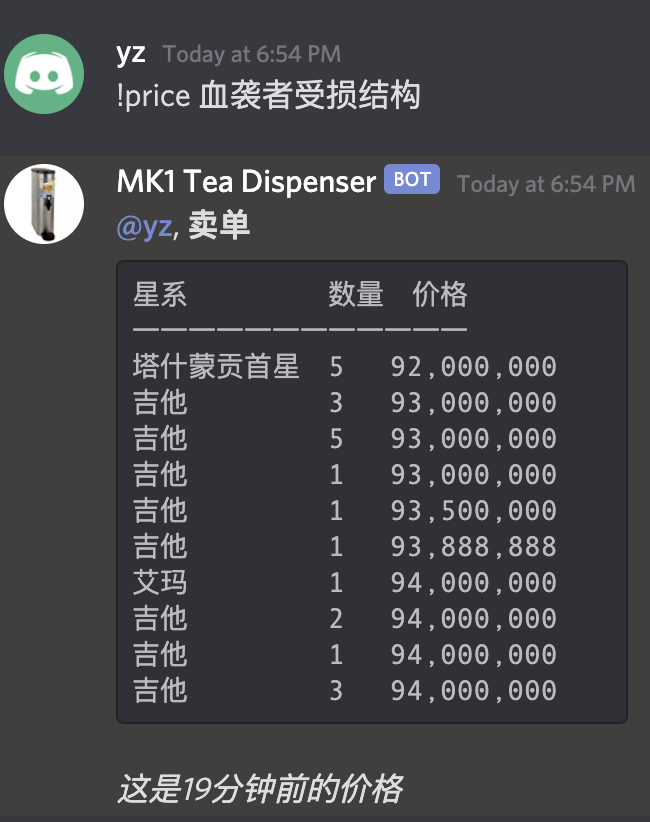 yz Today at 6:54 PM
!price 血袭者受损结构
MK1 Tea Dispenser BOT Today at 6:54 PM
@yz, 卖单
星系 数量 价格
————————————
塔什蒙贡首星 5 92,000,000
吉他 3 93,000,000
吉他 5 93,000,000
吉他 1 93,000,000
吉他 1 93,500,000
吉他 1 93,888,888
艾玛 1 94,000,000
吉他 2 94,000,000
吉他 1 94,000,000
吉他 3 94,000,000
这是19分钟前的价格